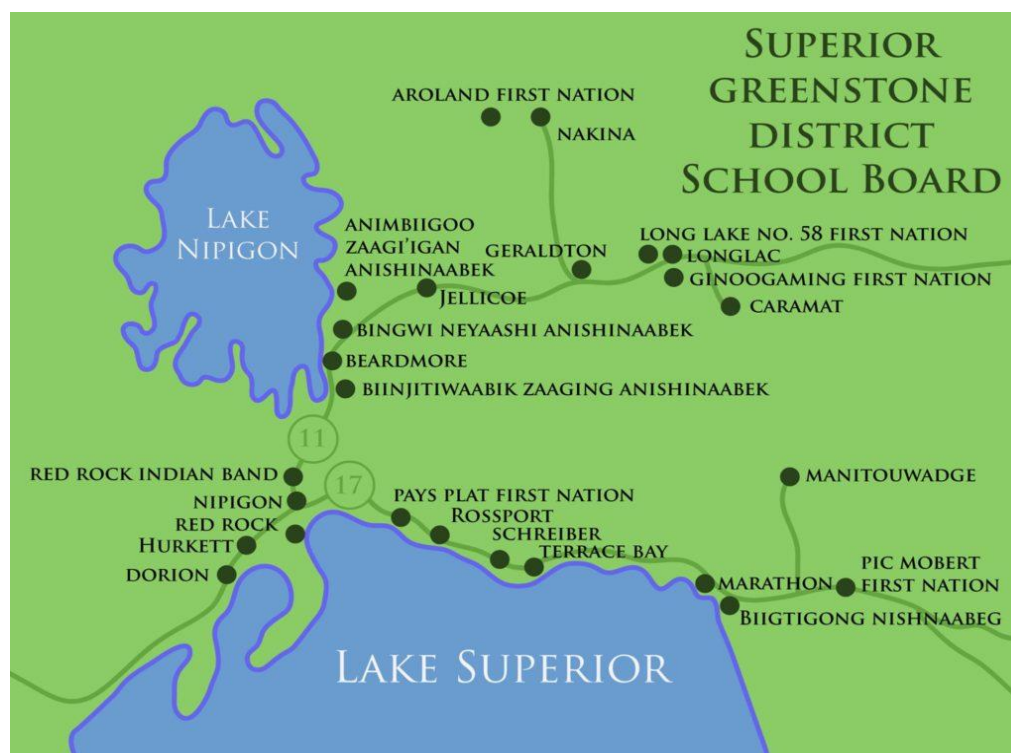 SUPERIOR
GREENSTONE
DISTRICT
SCHOOL BOARD
AROLAND FIRST NATION
NAKINA
LAKE
NIPIGON
ANIMBIIGOO
ZAAGI'IGAN
ANISHINAABEK
GERALDTON
LONG LAKE NO. 58 FIRST NATION
LONGLAC
GINOOGAMING FIRST NATION
JELLICOE
CARAMAT
BINGWI NEYAASHI ANISHINAABEK
BEARDMORE
BIINJITIWAABIK ZAAGING ANISHINAABEK
11
RED ROCK INDIAN BAND
MANITOUWADGE
17
NIPIGON
PAYS PLAT FIRST NATION
ROSSPORT
RED ROCK
SCHREIBER
HURKETT
TERRACE BAY
DORION
MARATHON
PIC MOBERT
FIRST NATION
BIIGTIGONG NISHNAABEG
LAKE SUPERIOR